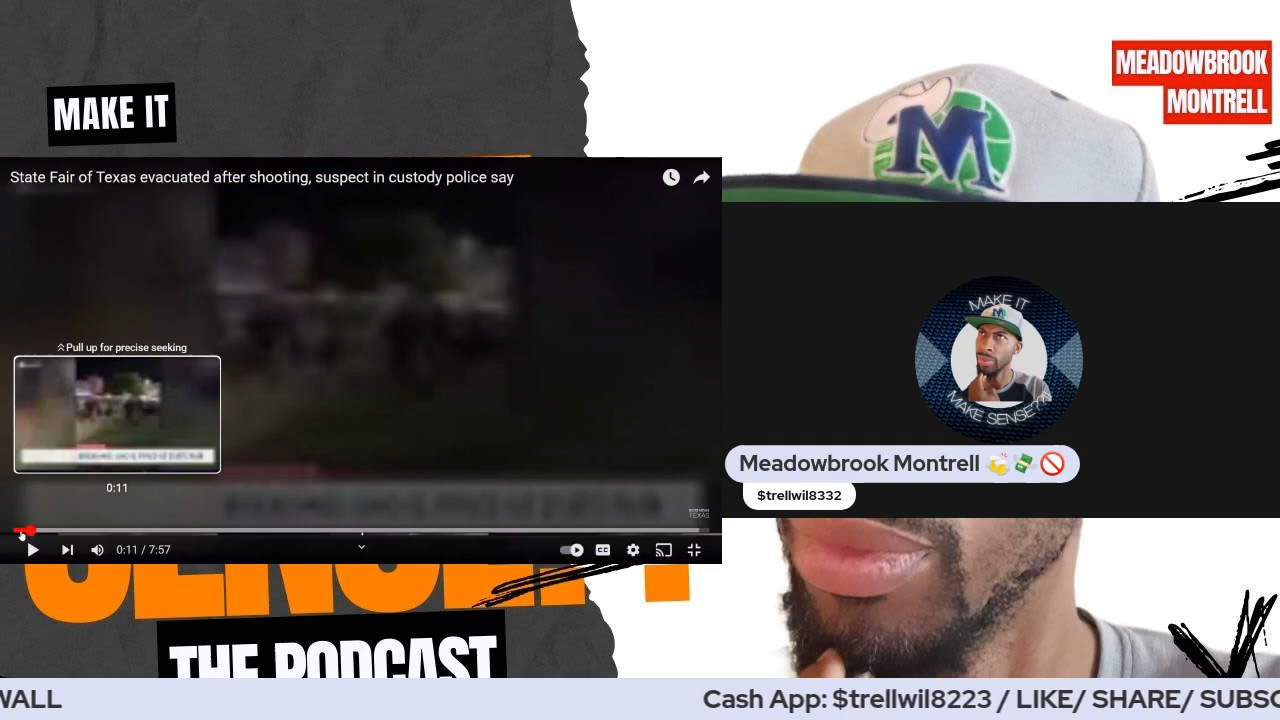 MAKE IT
MEADOWBROOK
MONTRELL
State Fair of Texas evacuated after shooting, suspect in custody police say
M
Pull up for precise seeking
0:11
MAKE IT
MAKE SENSE??
Meadowbrook Montrell
$trellwil8332
TEXAS
0:11 / 7:57
CC
THE PODCAST
WALL
Cash App: $trellwil8223 / LIKE/ SHARE/ SUBSC